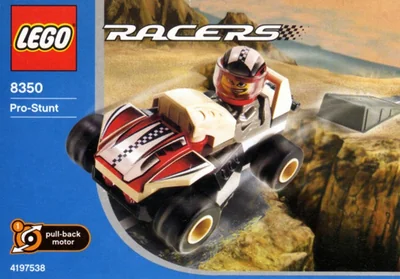 LEGO
RACERS
8350
Pro-Stunt
pull-back
motor
4197538